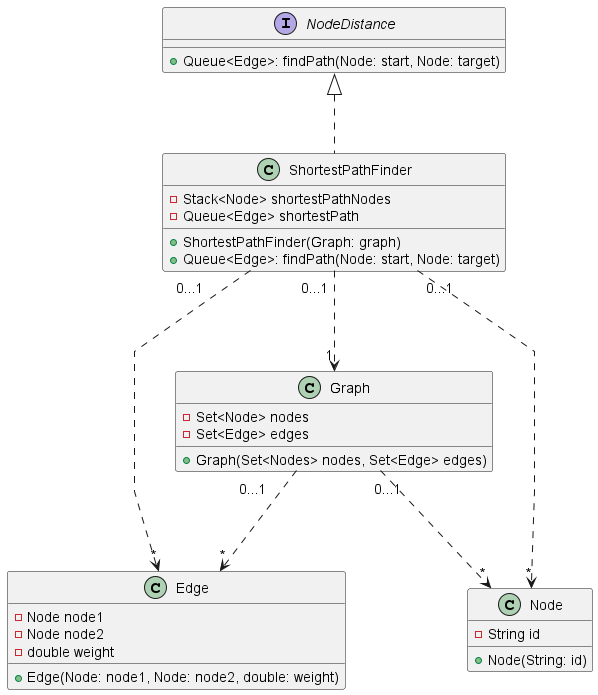 I NodeDistance
Queue<Edge>: findPath(Node: start, Node: target)
C ShortestPathFinder
Stack<Node> shortestPathNodes
Queue<Edge> shortestPath
ShortestPathFinder(Graph: graph)
Queue<Edge>: findPath(Node: start, Node: target)
0...1 0...1 0...1
1
C Graph
Set<Node> nodes
Set<Edge> edges
Graph(Set<Nodes> nodes, Set<Edge> edges)
0...1 0...1
* * * *
C Edge
Node node1
Node node2
double weight
Edge(Node: node1, Node: node2, double: weight)
C Node
String id
Node(String: id)